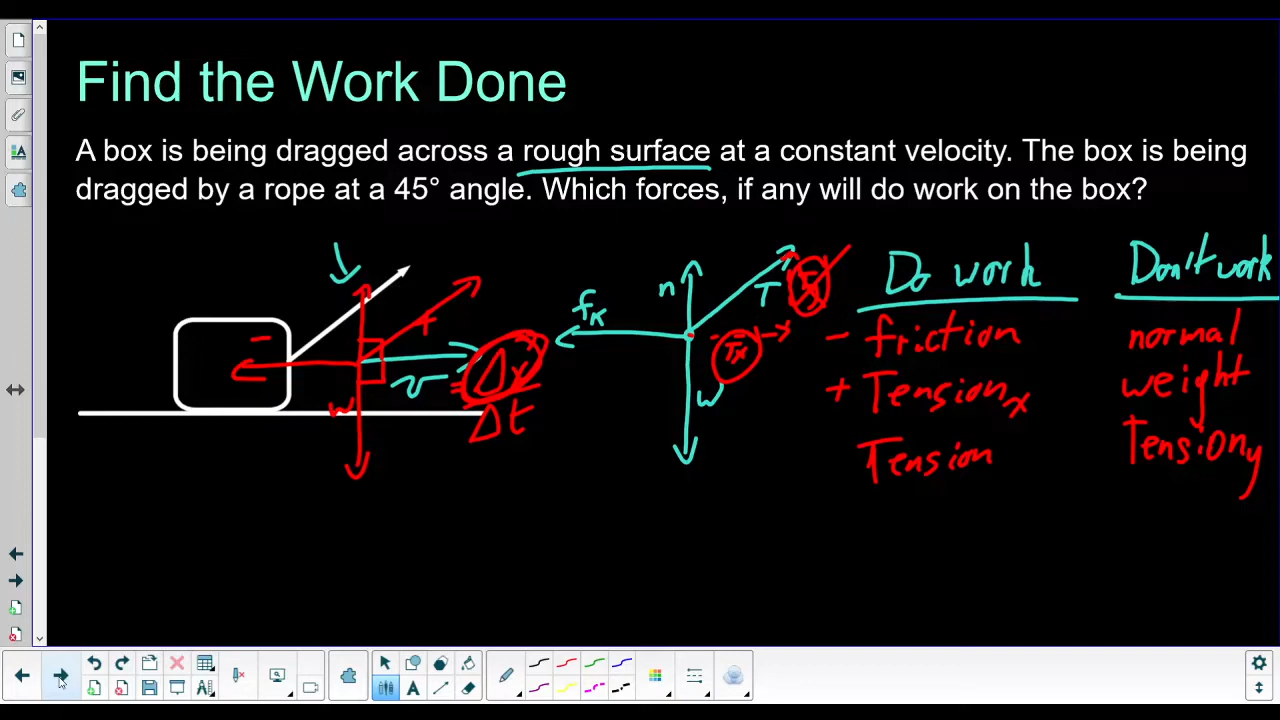 Find the Work Done
A box is being dragged across a rough surface at a constant velocity. The box is being
dragged by a rope at a 45° angle. Which forces, if any will do work on the box?
Do work
Don't work
n
T
fk
Tx
w
v
Δx
Δt
w
- friction
+ Tensionx
Tension
normal
weight
Tensiony
A